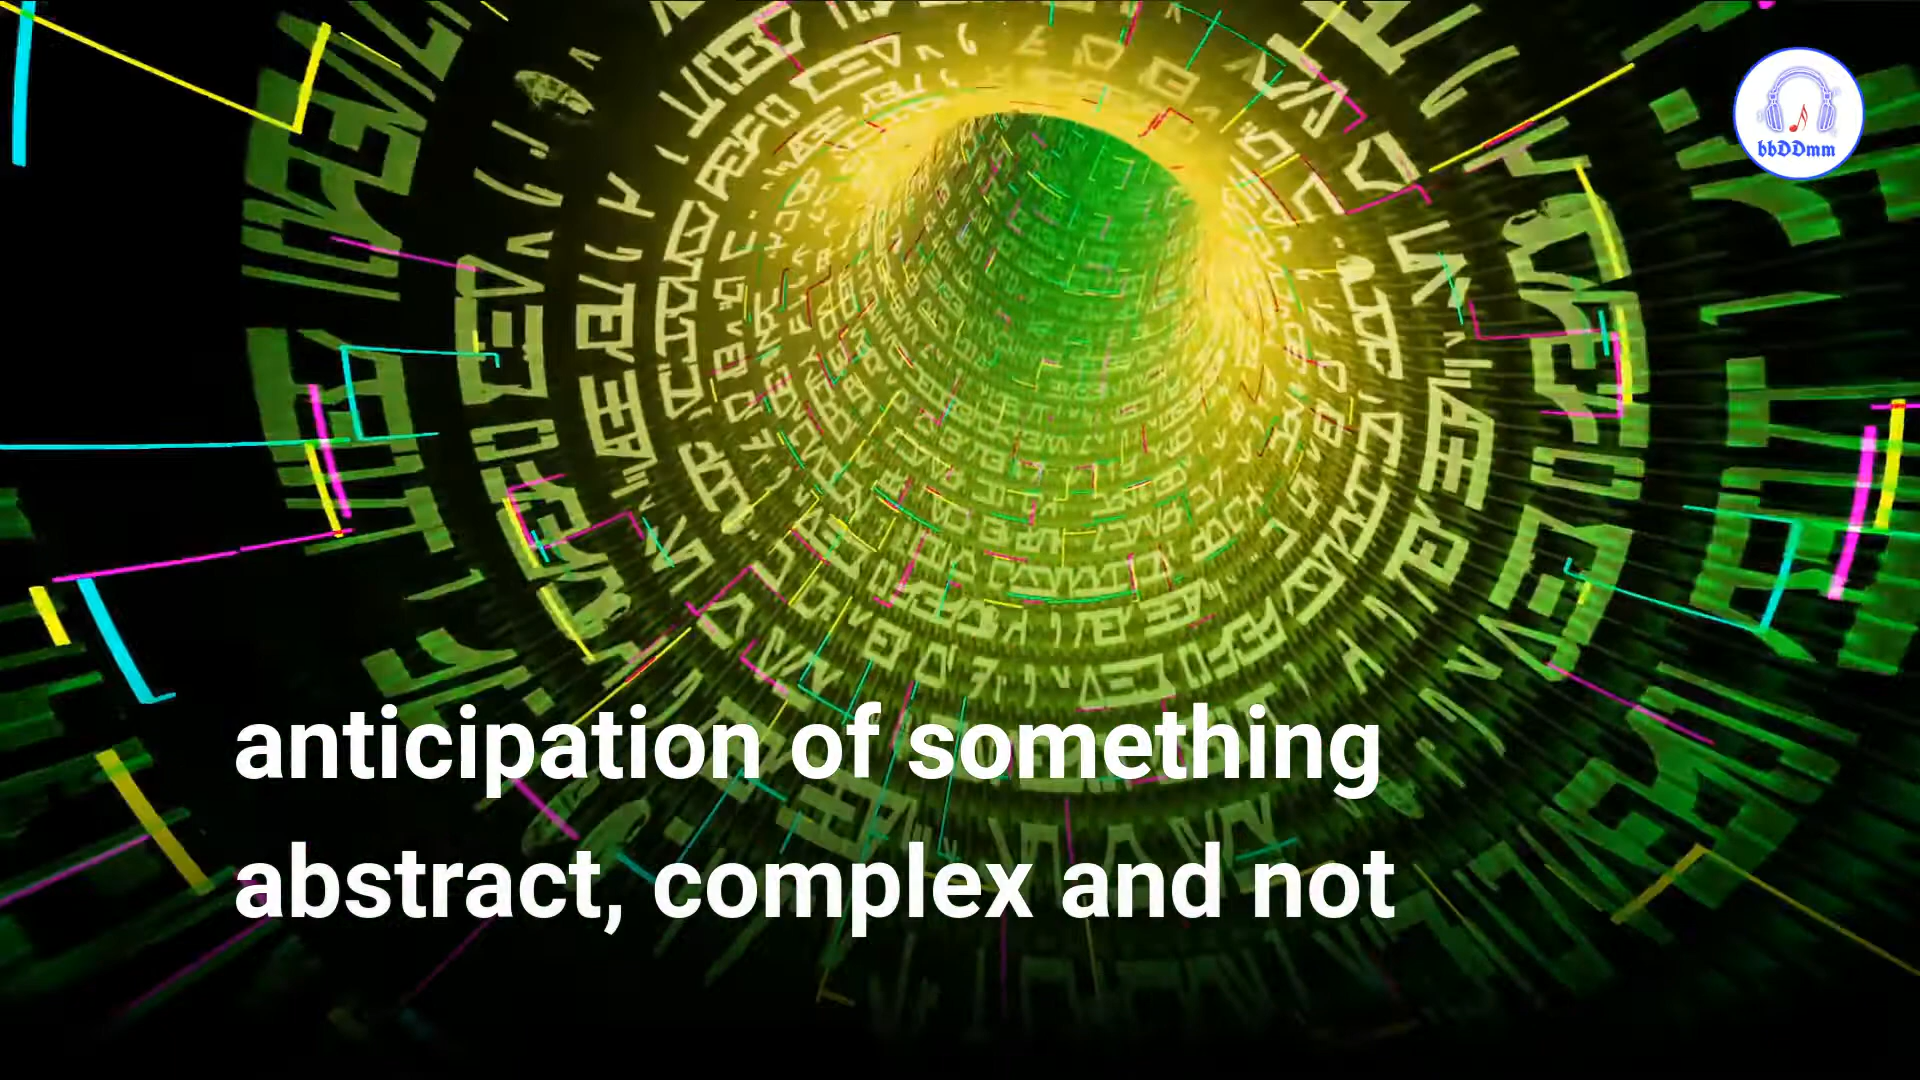 bbDDmm
anticipation of something
abstract, complex and not